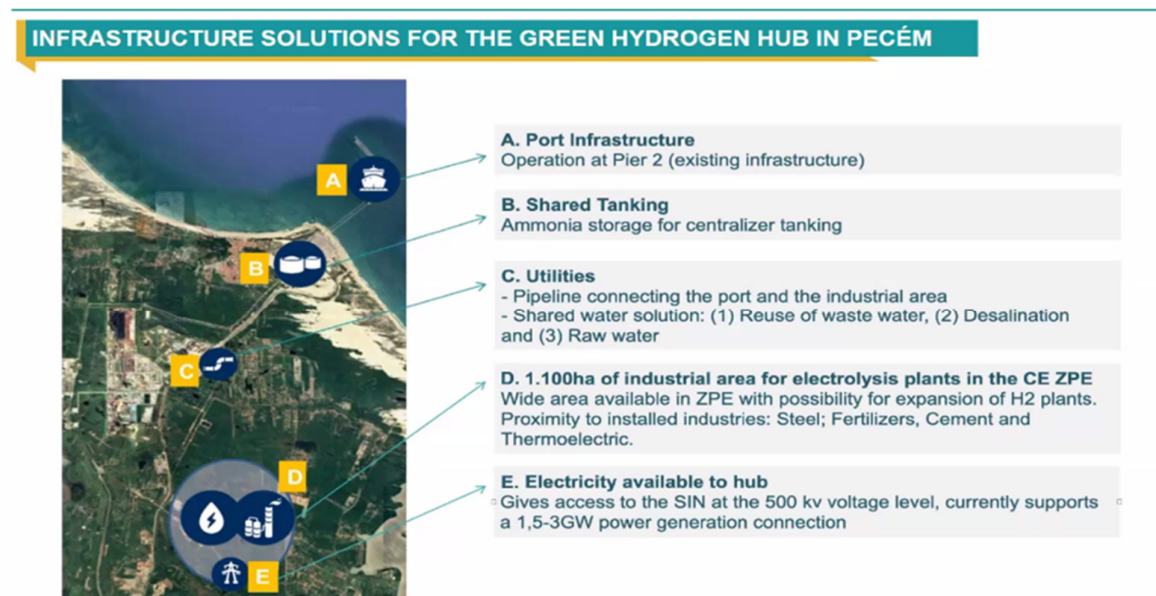 INFRASTRUCTURE SOLUTIONS FOR THE GREEN HYDROGEN HUB IN PECÉM
A
B
C
D
E
A. Port Infrastructure
Operation at Pier 2 (existing infrastructure)
B. Shared Tanking
Ammonia storage for centralizer tanking
C. Utilities
- Pipeline connecting the port and the industrial area
- Shared water solution: (1) Reuse of waste water, (2) Desalination
and (3) Raw water
D. 1.100ha of industrial area for electrolysis plants in the CE ZPE
Wide area available in ZPE with possibility for expansion of H2 plants.
Proximity to installed industries: Steel; Fertilizers, Cement and
Thermoelectric.
E. Electricity available to hub
Gives access to the SIN at the 500 kv voltage level, currently supports
a 1,5-3GW power generation connection